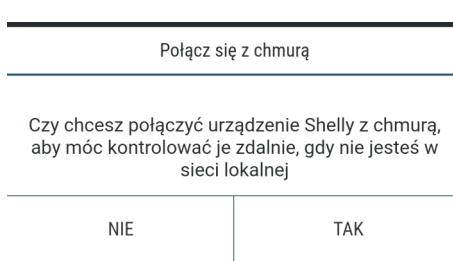 Połącz się z chmurą
Czy chcesz połączyć urządzenie Shelly z chmurą,
aby móc kontrolować je zdalnie, gdy nie jesteś w
sieci lokalnej
NIE
TAK